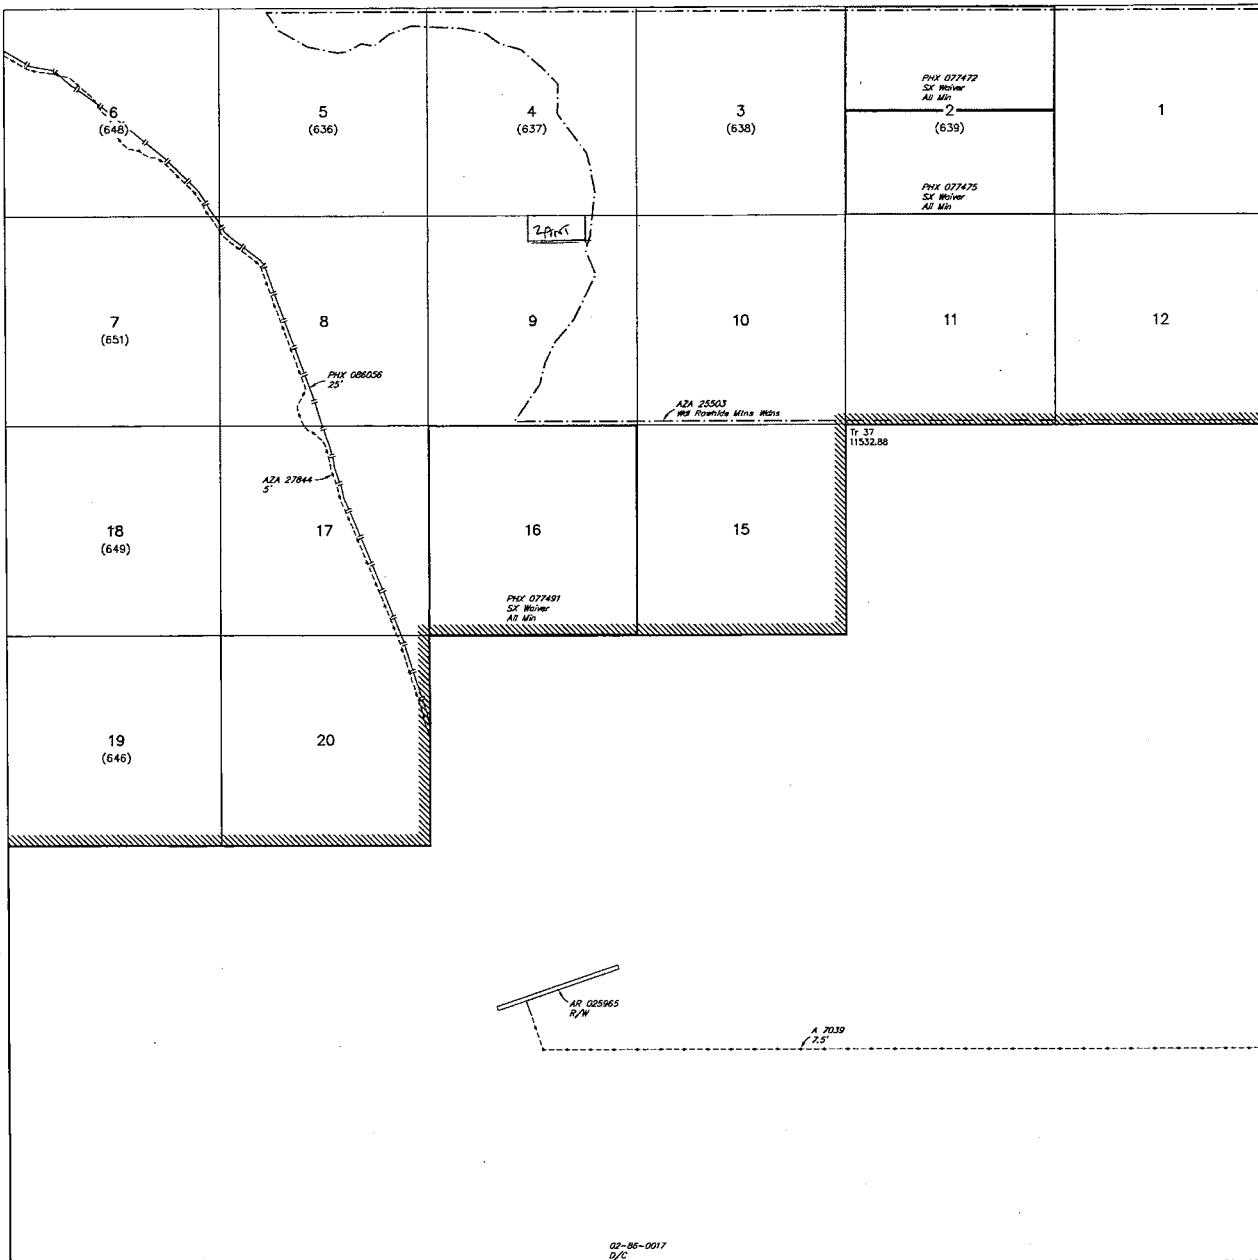 PHX 077472
SX Waiver
All Min
6
(648)
5
(636)
4
(637)
3
(638)
2
(639)
1
PHX 077475
SX Waiver
All Min
7
(651)
8
9
10
11
12
PHX 086056
25'
AZA 25503
Rawhide Mtns Wdns
Tr 37
11532.88
AZA 27844
5'
18
(649)
17
16
15
PHX 077491
SX Waiver
All Min
19
(646)
20
AR 025965
R/W
A 7039
7.5'
02-86-0017
D/C